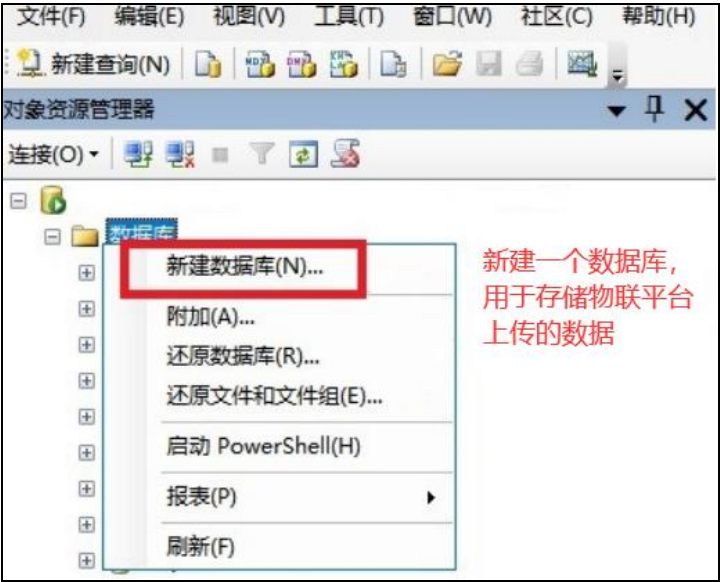 文件(F) 编辑(E) 视图(V) 工具(T) 窗口(W) 社区(C) 帮助(H)
新建查询(N)
对象资源管理器
连接(O)
数据库
新建数据库(N)...
附加(A)...
还原数据库(R)...
还原文件和文件组(E)...
启动 PowerShell(H)
报表(P)
刷新(F)
新建一个数据库，
用于存储物联平台
上传的数据